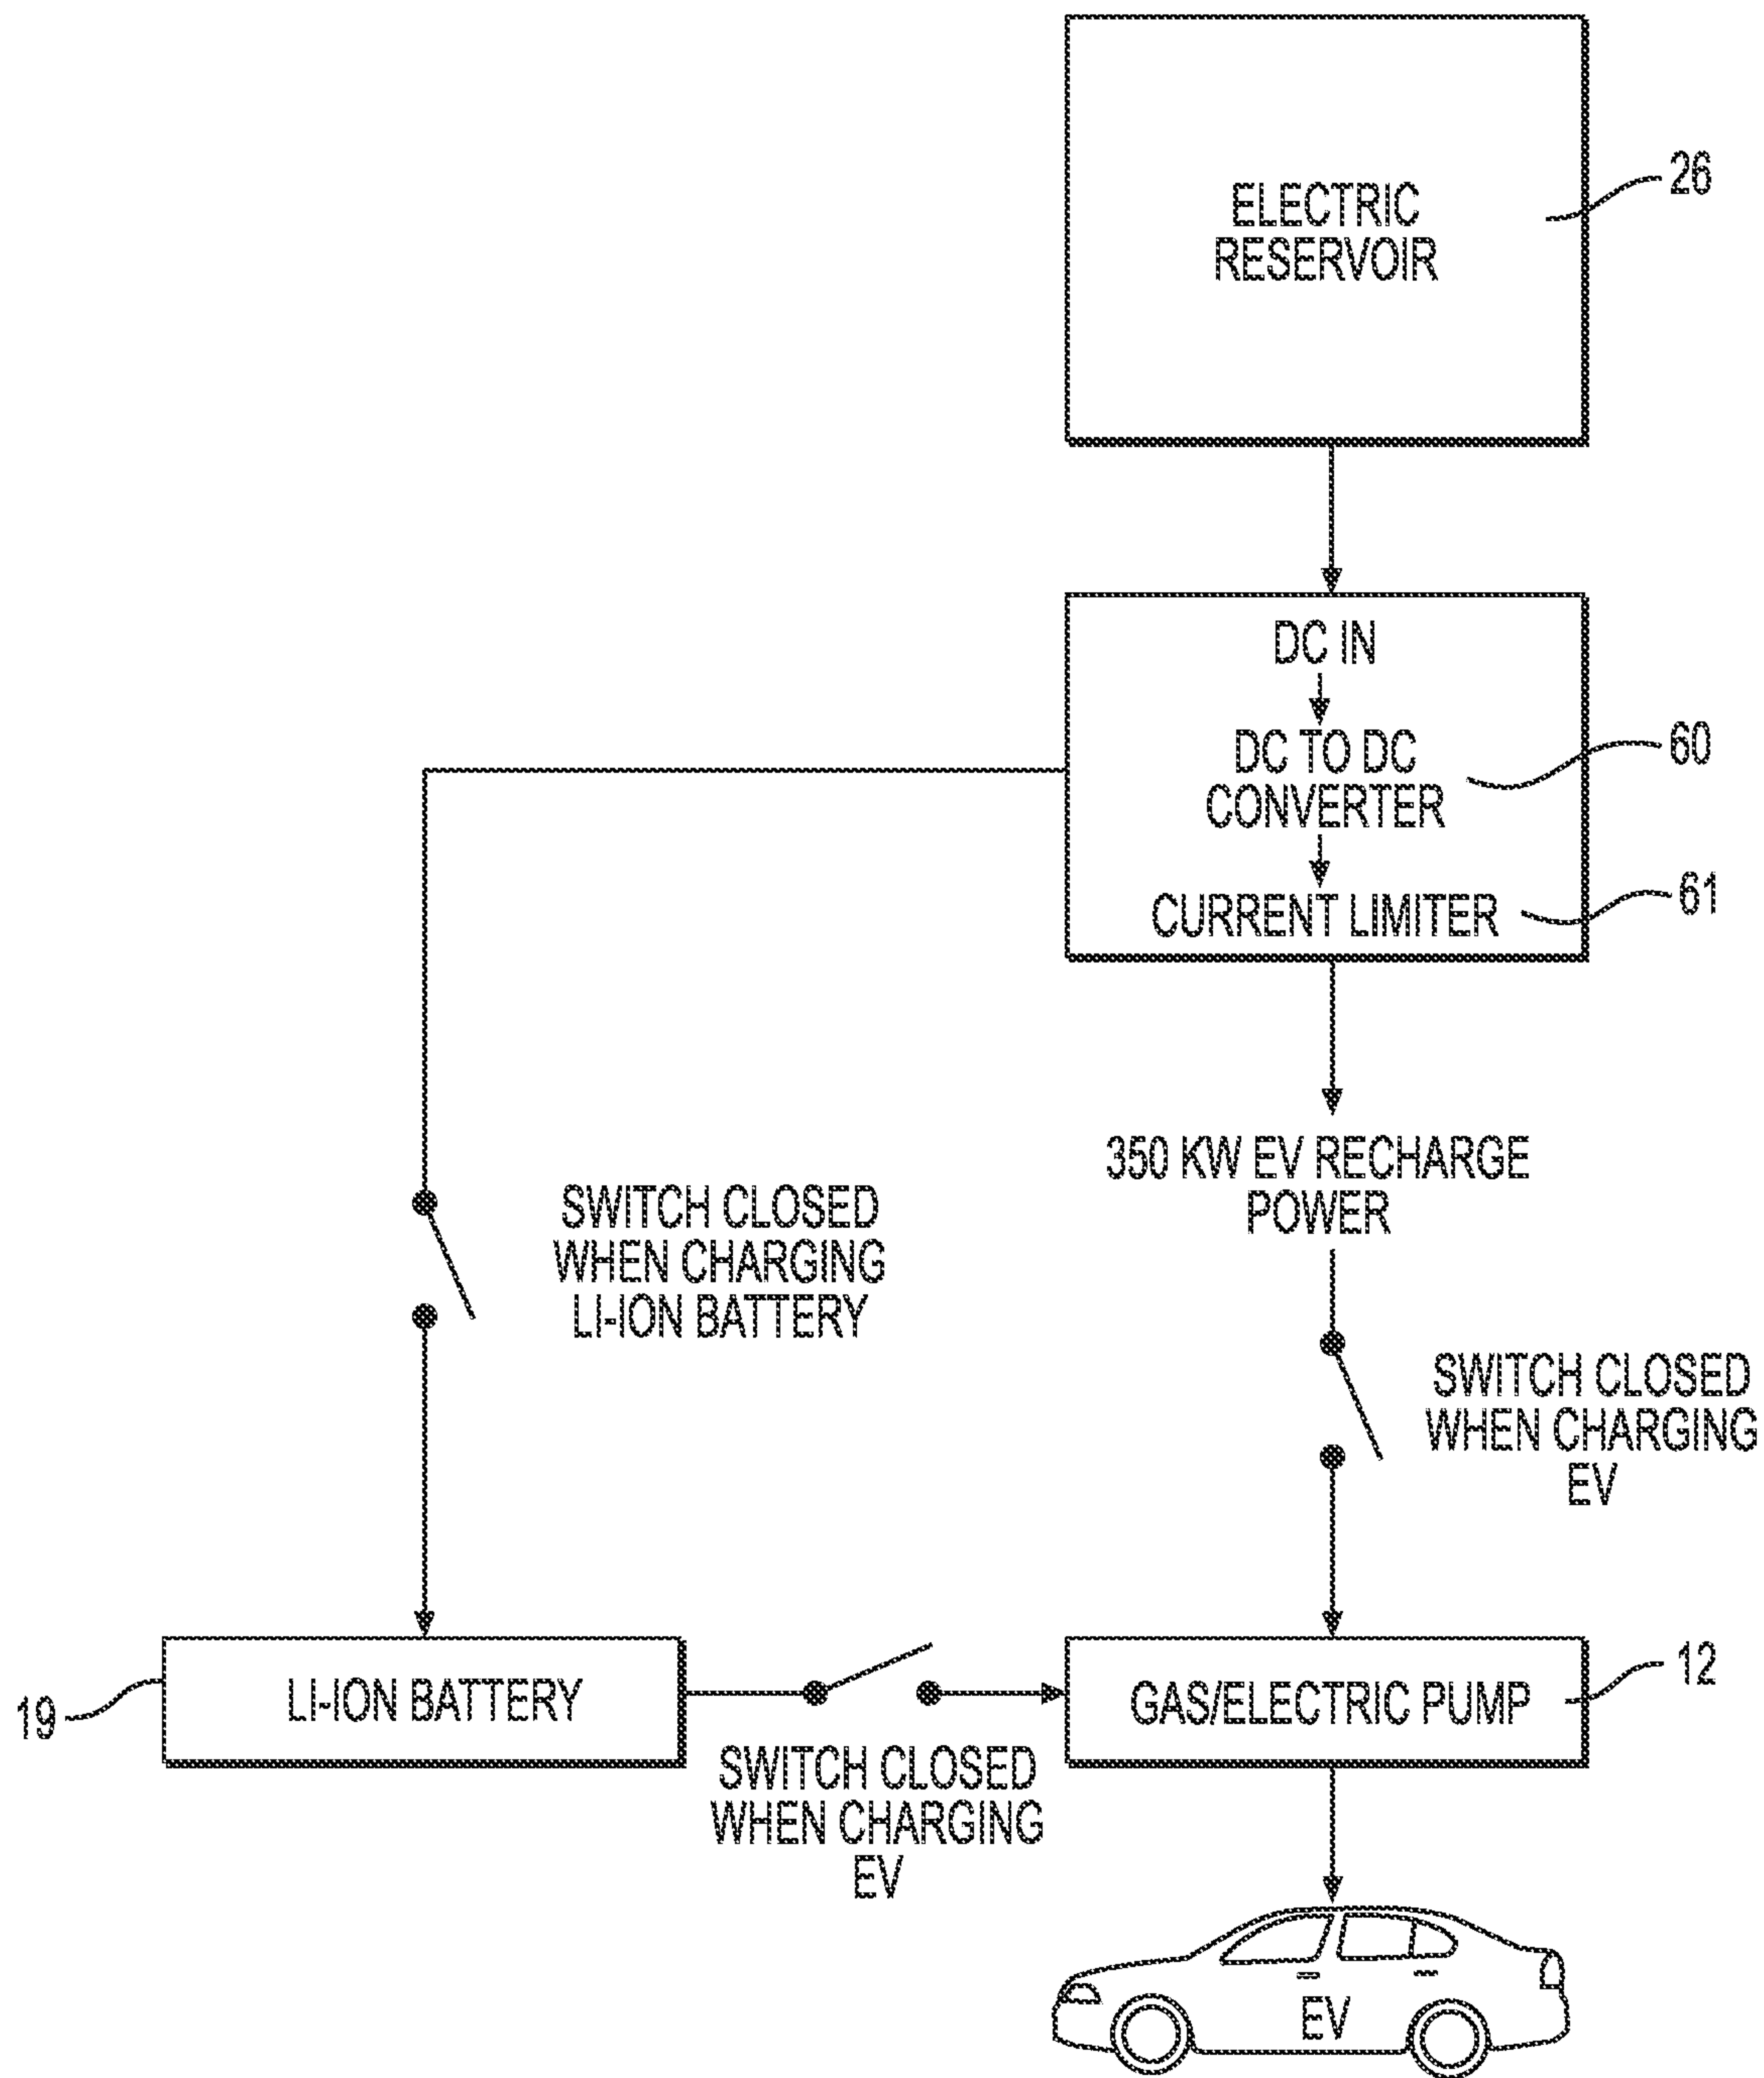 ELECTRIC
RESERVOIR
26
DC IN
DC TO DC
CONVERTER
60
CURRENT LIMITER
61
350 KW EV RECHARGE
POWER
SWITCH CLOSED
WHEN CHARGING
LI-ION BATTERY
SWITCH CLOSED
WHEN CHARGING
EV
19
LI-ION BATTERY
GAS/ELECTRIC PUMP
12
SWITCH CLOSED
WHEN CHARGING
EV
EV